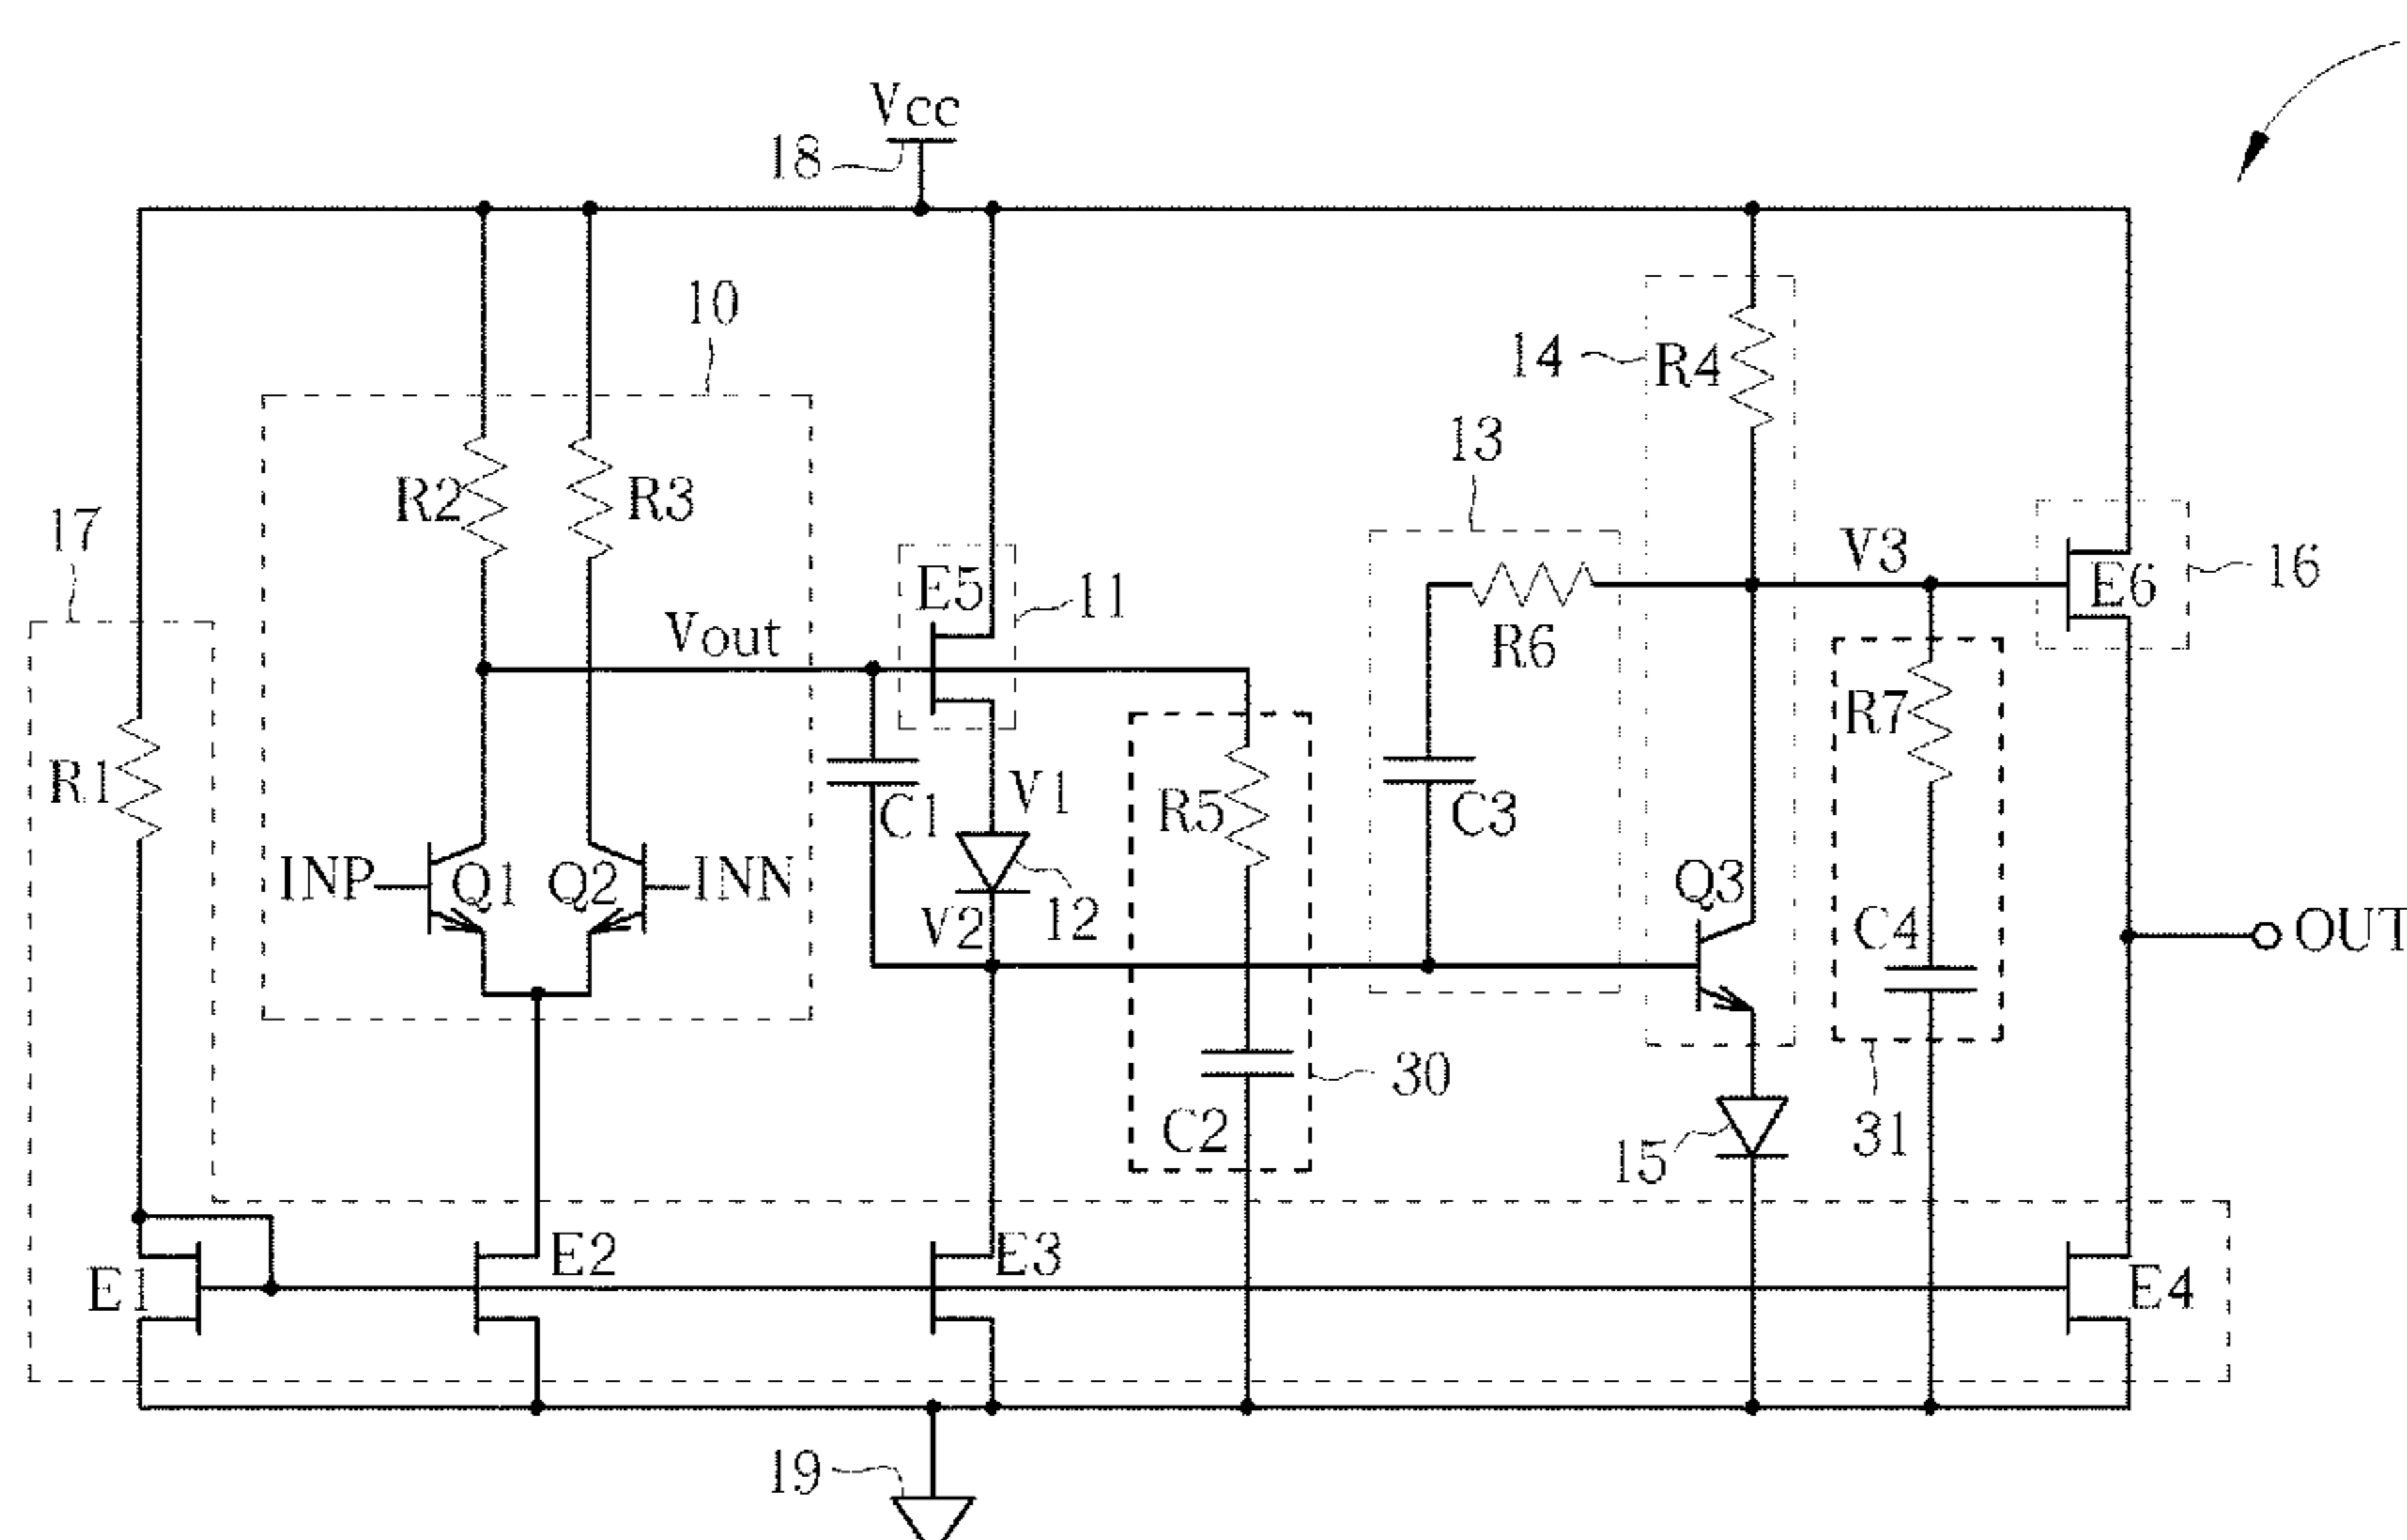 Vcc
18
10
14
R4
13
R2
R3
17
V3
E5
11
E6
16
Vout
R6
R7
R1
V1
C1
R5
C3
INP
Q1
Q2
INN
Q3
V2
12
C4
OUT
30
C2
31
15
E1
E2
E3
E4
19